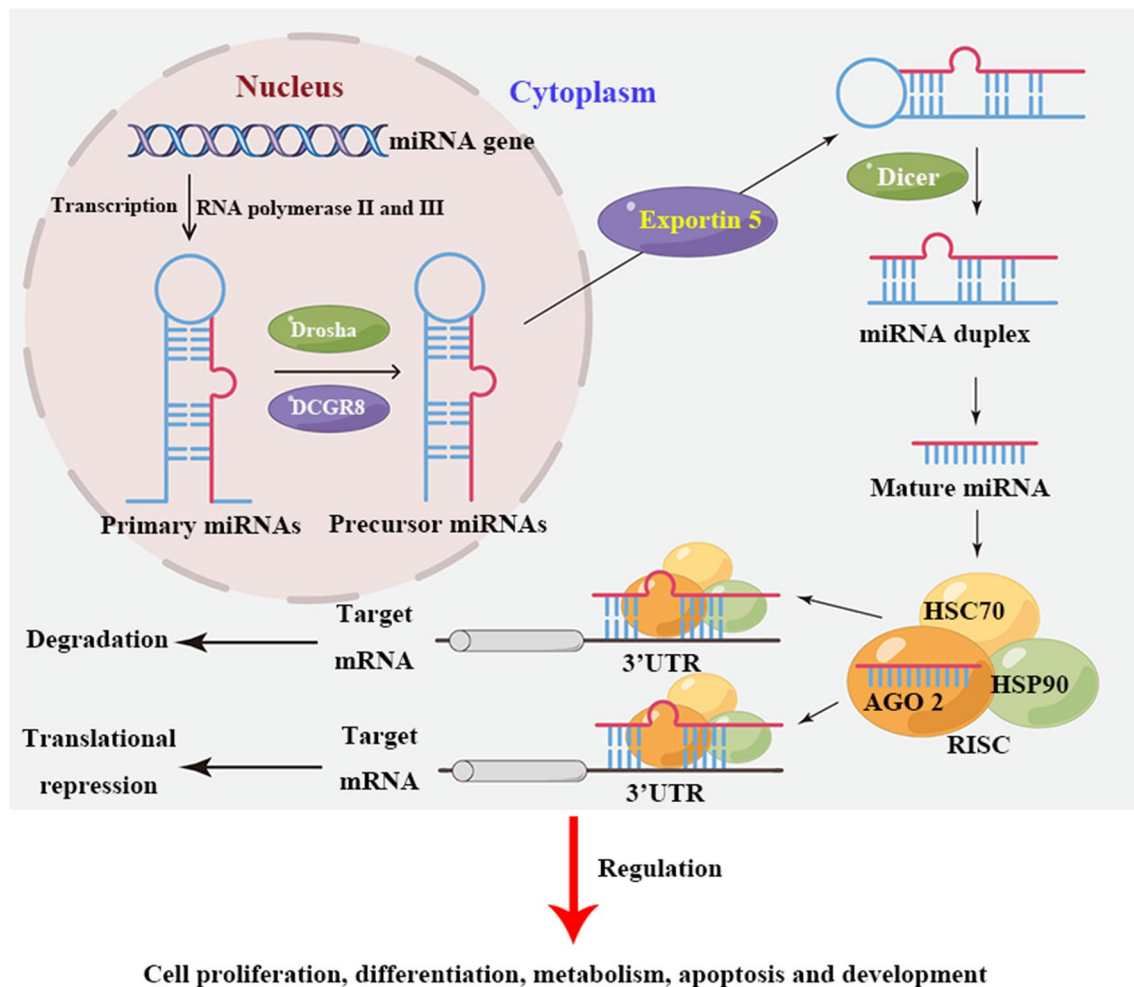 Nucleus
Cytoplasm
miRNA gene
Transcription
RNA polymerase II and III
Exportin 5
Dicer
Drosha
DCGR8
miRNA duplex
Primary miRNAs
Precursor miRNAs
Mature miRNA
HSC70
AGO 2
HSP90
RISC
Target
mRNA
3’UTR
Degradation
Target
mRNA
3’UTR
Translational
repression
Regulation
Cell proliferation, differentiation, metabolism, apoptosis and development